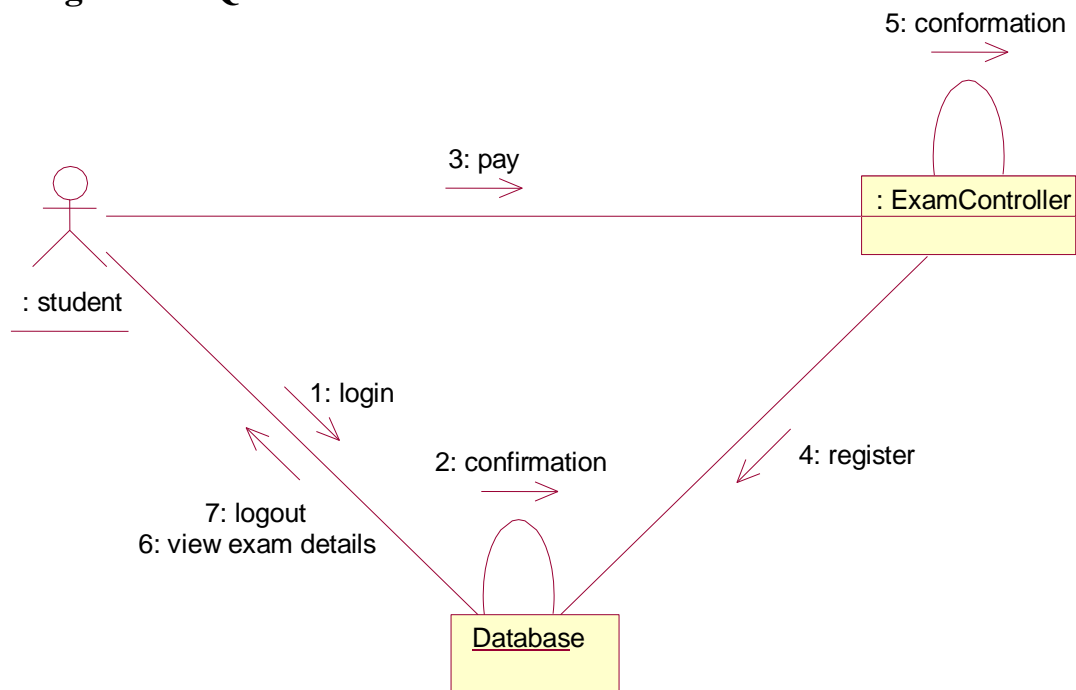 5: conformation
3: pay
: ExamController
: student
1: login
2: confirmation
4: register
7: logout
6: view exam details
Database